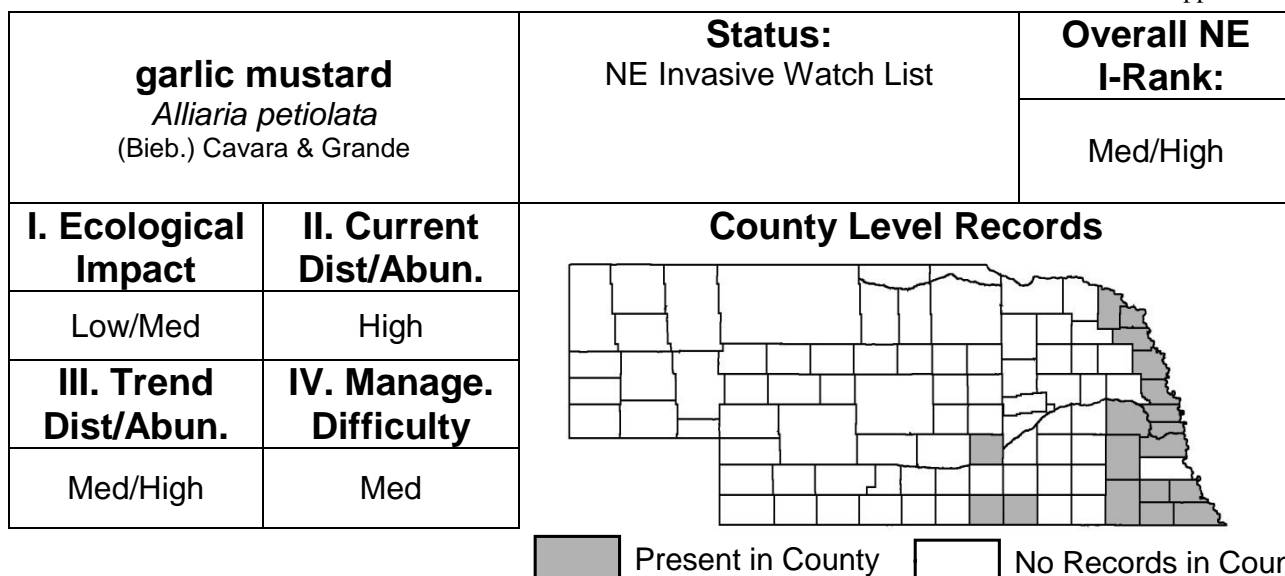 garlic mustard
Alliaria petiolata
(Bieb.) Cavara & Grande
Status:
NE Invasive Watch List
Overall NE
I-Rank:
Med/High
I. Ecological
Impact
II. Current
Dist/Abun.
Low/Med
High
III. Trend
Dist/Abun.
IV. Manage.
Difficulty
Med/High
Med
County Level Records
Present in County
No Records in